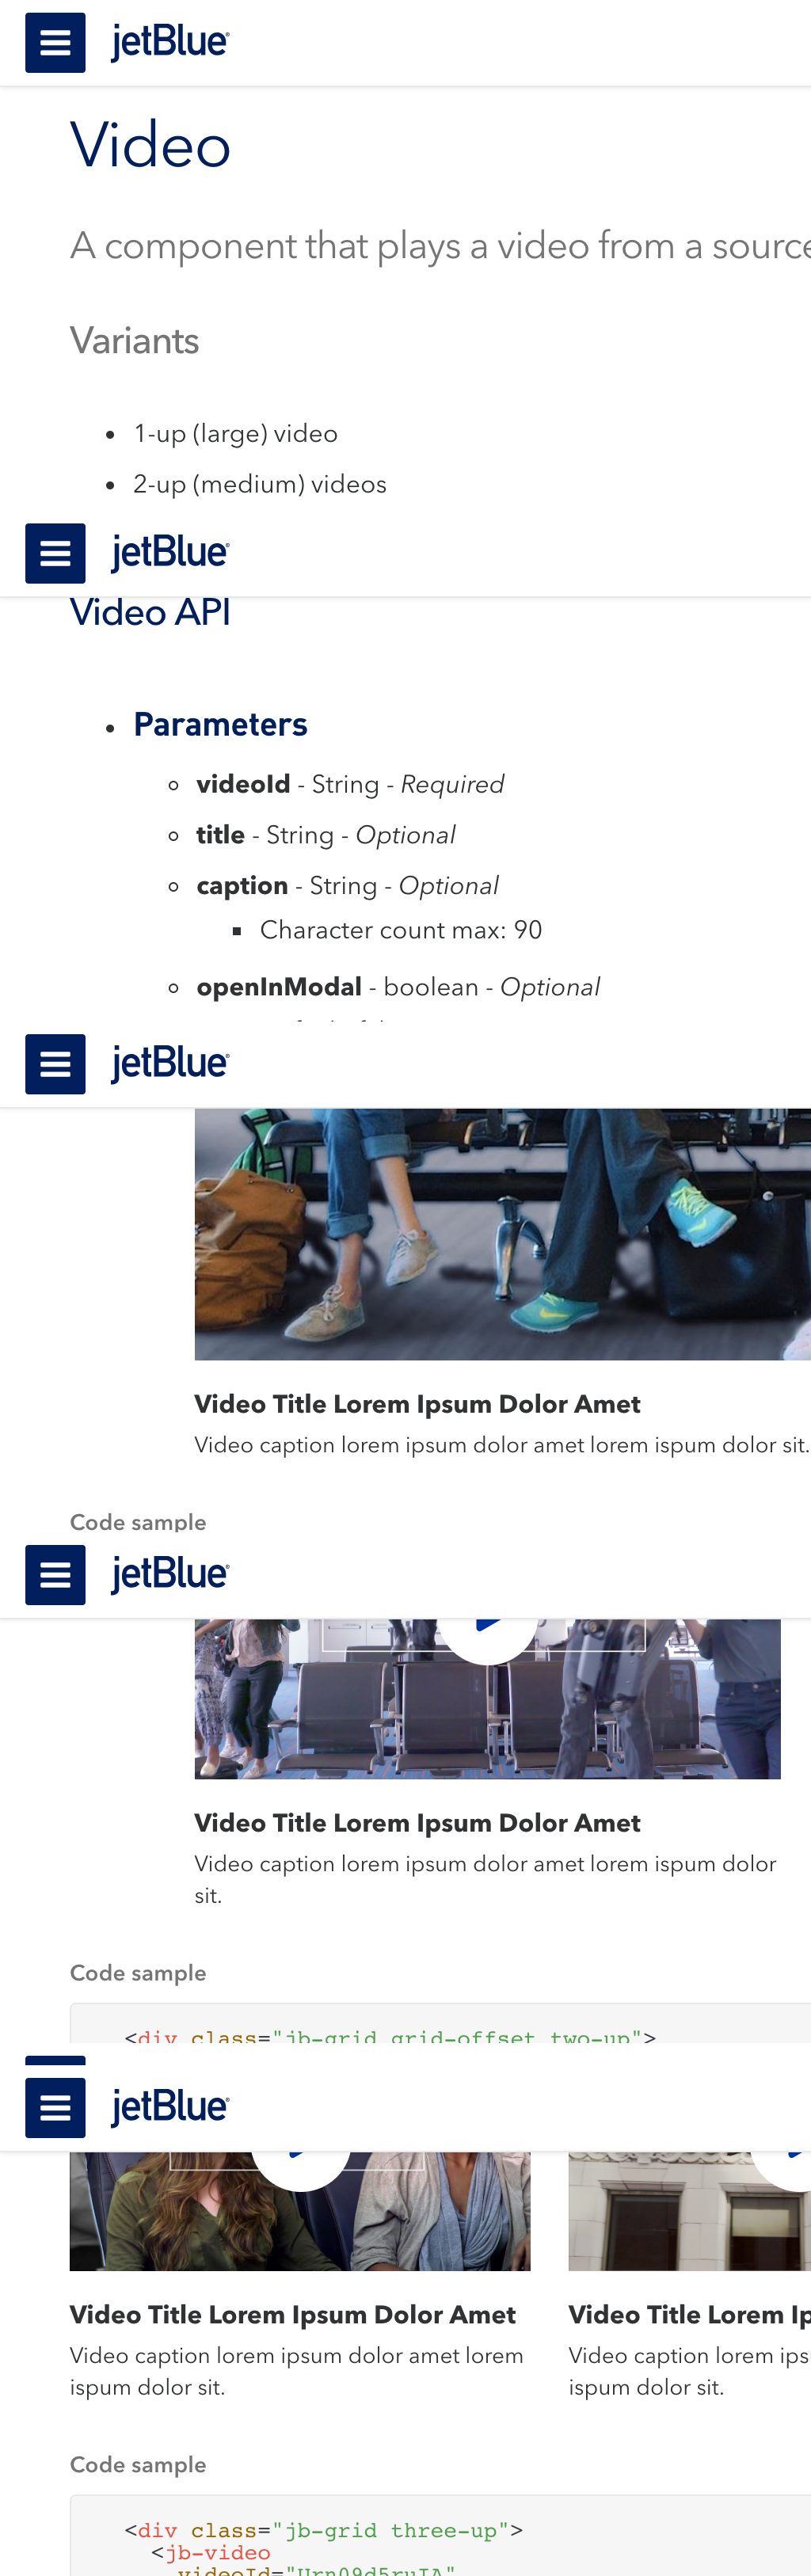 jetBlue
Video
A component that plays a video from a source
Variants
1-up (large) video
2-up (medium) videos
jetBlue
Video API
Parameters
videoId - String - Required
title - String - Optional
caption - String - Optional
Character count max: 90
openInModal - boolean - Optional
jetBlue
Video Title Lorem Ipsum Dolor Amet
Video caption lorem ipsum dolor amet lorem ispum dolor sit.
Code sample
jetBlue
Video Title Lorem Ipsum Dolor Amet
Video caption lorem ipsum dolor amet lorem ispum dolor
sit.
Code sample
<div class="jb-grid grid-offset two-up">
jetBlue
Video Title Lorem Ipsum Dolor Amet
Video caption lorem ipsum dolor amet lorem
ispum dolor sit.
Video Title Lorem Ip
Video caption lorem ips
ispum dolor sit.
Code sample
<div class="jb-grid three-up">
<jb-video